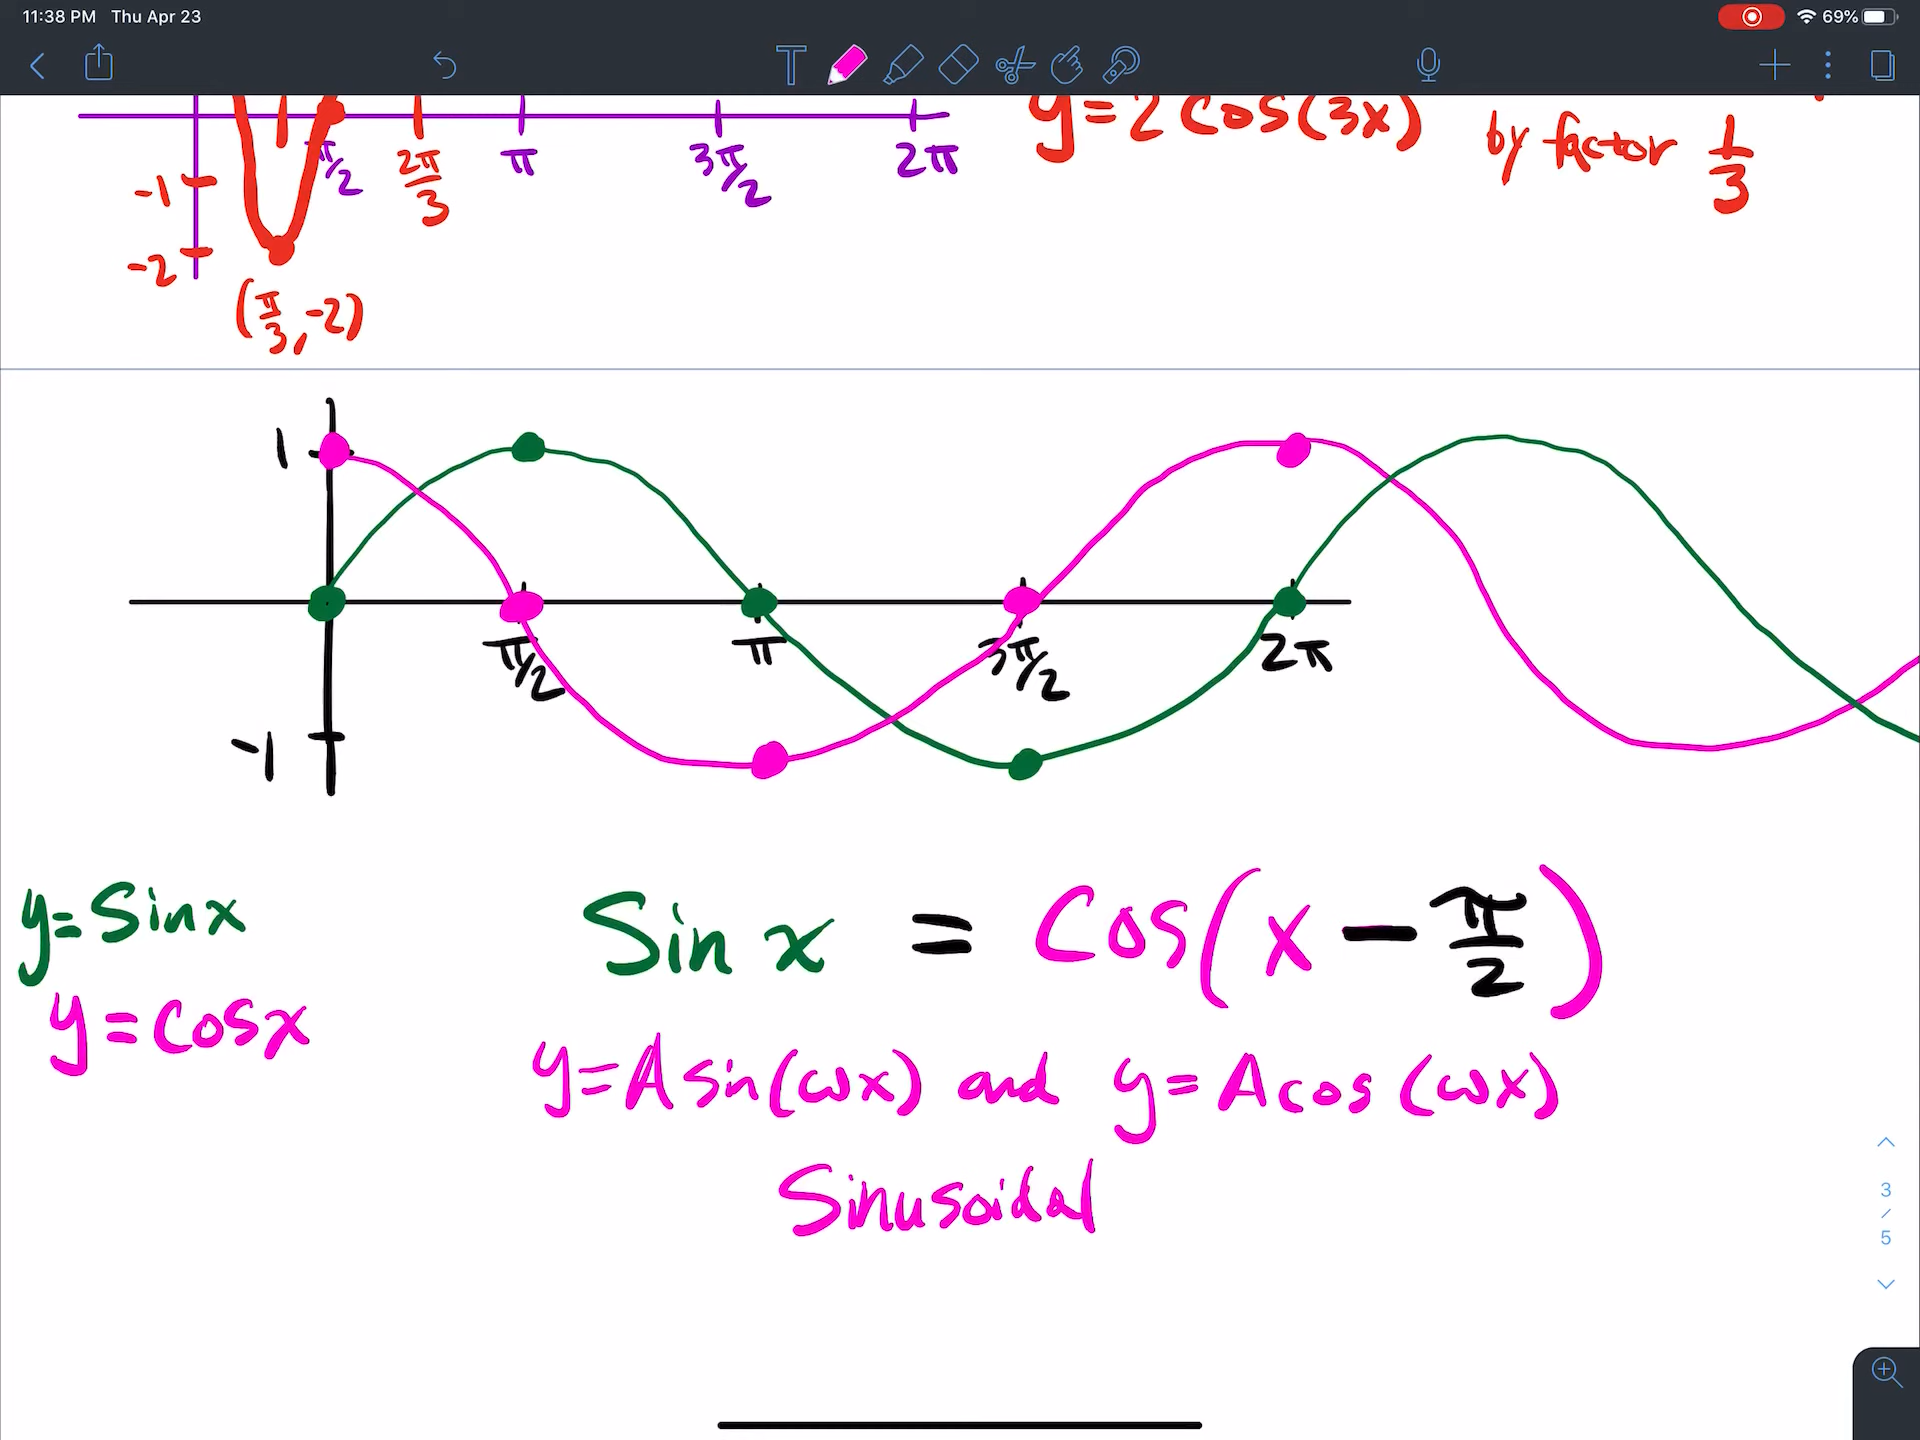 11:38 PM Thu Apr 23
69%
y=2cos(3x) by factor 1/3
π/2 2π/3 π 3π/2 2π
-1
-2
(π/3,-2)
1
π/2 π 3π/2 2π
-1
y=Sinx
y=cosx
Sin x = Cos(x-π/2)
y=Asin(ωx) and y=Acos(ωx)
Sinusoidal
3
/
5